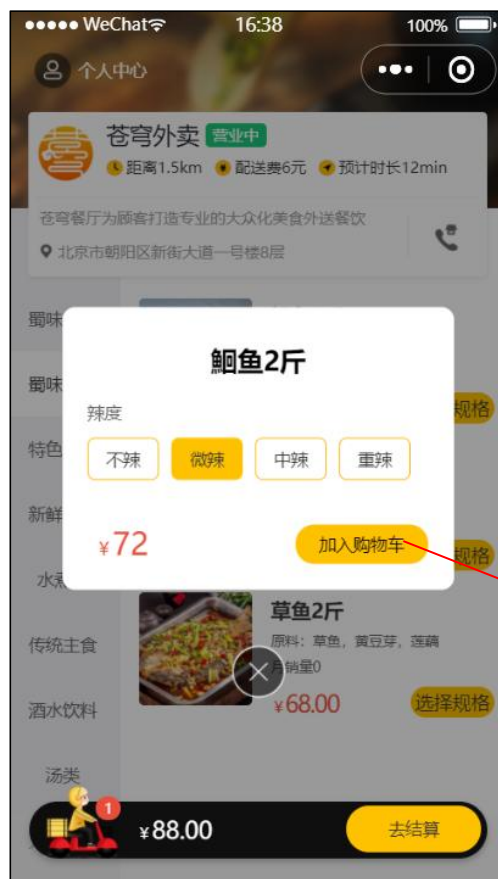 WeChat 16:38 100%
个人中心
苍穹外卖 营业中
距离1.5km 配送费6元 预计时长12min
苍穹餐厅为顾客打造专业的大众化美食外送餐饮
北京市朝阳区新街大道一号楼8层
蜀味
鮰鱼2斤
蜀味
辣度
规格
特色
不辣 微辣 中辣 重辣
新鲜
¥72 加入购物车
规格
水煮
草鱼2斤
传统主食
原料：草鱼，黄豆芽，莲藕
月销量0
¥68.00 选择规格
酒水饮料
汤类
1
¥88.00 去结算